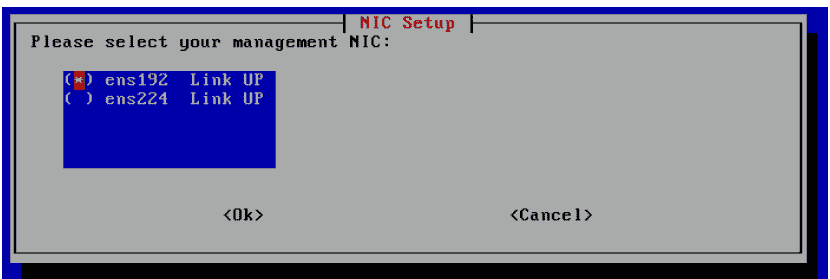 NIC Setup
Please select your management NIC:
(*) ens192 Link UP
( ) ens224 Link UP
<Ok> <Cancel>